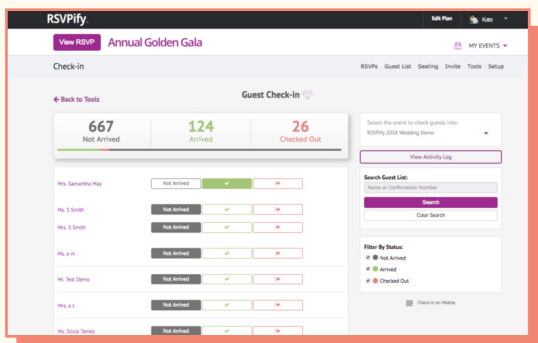 RSVPify.
Edit Plan
Kate
View RSVP
Annual Golden Gala
MY EVENTS
Check-in
RSVPs Guest List Seating Invite Tools Setup
Back to Tools
Guest Check-in
667
Not Arrived
124
Arrived
26
Checked Out
Select the event to check guests into:
RSVPify 2018 Wedding Demo
View Activity Log
Mrs. Samantha May
Not Arrived
Ms. S Smith
Not Arrived
Mrs. S Smith
Not Arrived
Ms. e m
Not Arrived
Mr. Test Demo
Not Arrived
Mrs. a s
Not Arrived
Ms. Silvia Tamez
Not Arrived
Search Guest List:
Name or Confirmation Number
Search
Clear Search
Filter By Status:
Not Arrived
Arrived
Checked Out
Check-in on Mobile